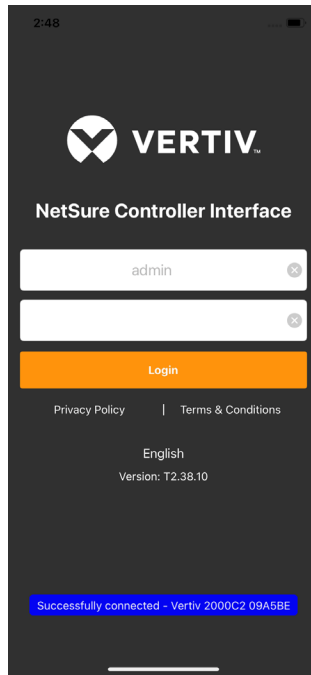 2:48
VERTIV™
NetSure Controller Interface
admin
Login
Privacy Policy | Terms & Conditions
English
Version: T2.38.10
Successfully connected - Vertiv 2000C2 09A5BE